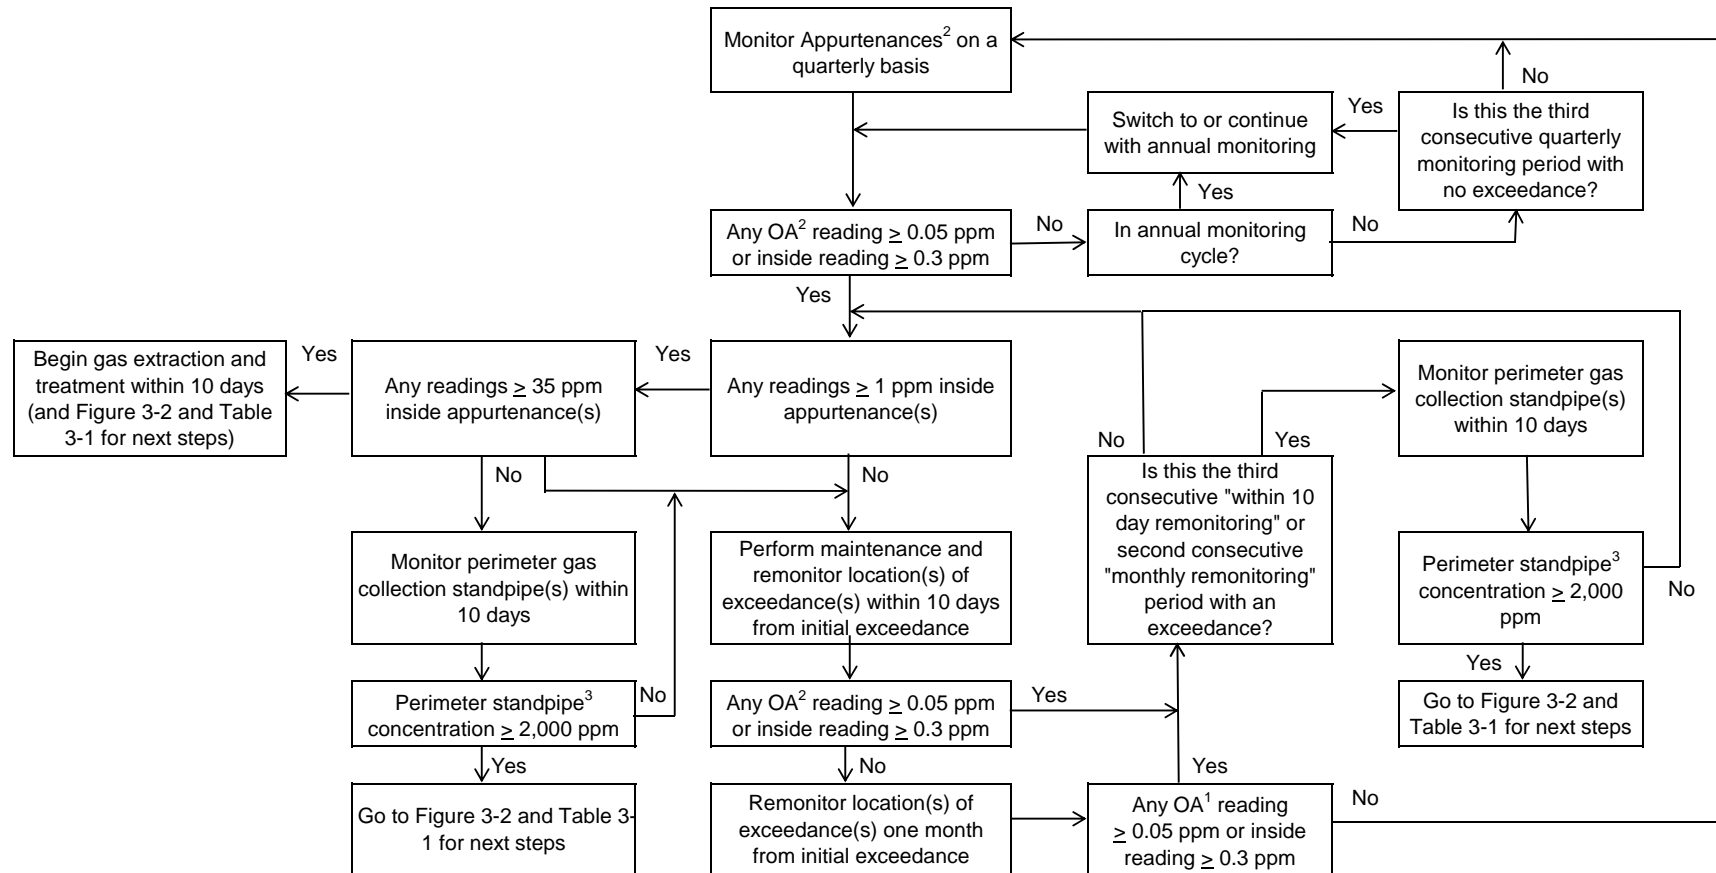 Monitor Appurtenances2 on a
quarterly basis
No
Switch to or continue
with annual monitoring
Yes
Is this the third
consecutive quarterly
monitoring period with
no exceedance?
Yes
Any OA2 reading ≥ 0.05 ppm
or inside reading ≥ 0.3 ppm
No
In annual monitoring
cycle?
No
Yes
Begin gas extraction and
treatment within 10 days
(and Figure 3-2 and Table
3-1 for next steps)
Yes
Any readings ≥ 35 ppm
inside appurtenance(s)
Yes
Any readings ≥ 1 ppm inside
appurtenance(s)
Monitor perimeter gas
collection standpipe(s)
within 10 days
No
Yes
No
No
Is this the third
consecutive "within 10
day remonitoring" or
second consecutive
"monthly remonitoring"
period with an
exceedance?
Monitor perimeter gas
collection standpipe(s) within
10 days
Perform maintenance and
remonitor location(s) of
exceedance(s) within 10 days
from initial exceedance
Perimeter standpipe3
concentration ≥ 2,000
ppm
No
Yes
Perimeter standpipe3
concentration ≥ 2,000 ppm
No
Any OA2 reading ≥ 0.05 ppm
or inside reading ≥ 0.3 ppm
Yes
Go to Figure 3-2 and
Table 3-1 for next steps
Yes
No
Yes
Go to Figure 3-2 and Table 3-
1 for next steps
Remonitor location(s) of
exceedance(s) one month
from initial exceedance
Any OA1 reading
≥ 0.05 ppm or inside
reading ≥ 0.3 ppm
No